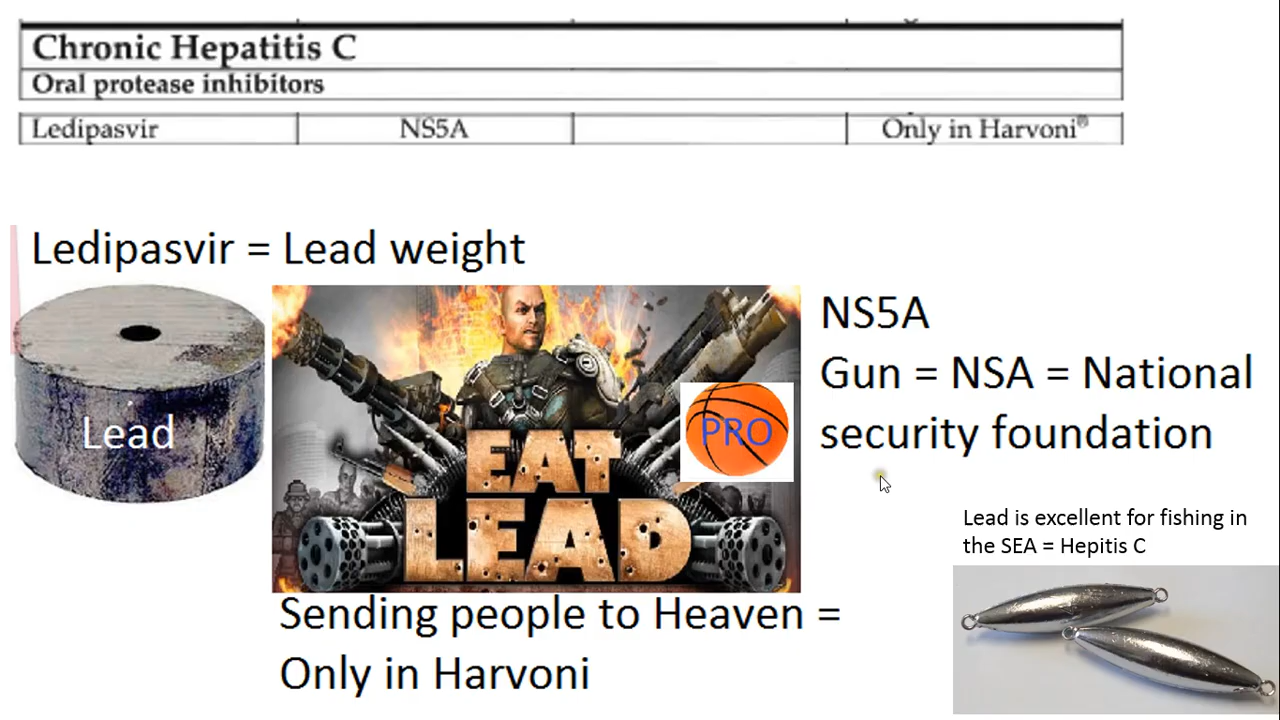 Chronic Hepatitis C
Oral protease inhibitors
Ledipasvir NS5A Only in Harvoni®
Ledipasvir = Lead weight
Lead
EAT
LEAD
PRO
NS5A
Gun = NSA = National
security foundation
Lead is excellent for fishing in
the SEA = Hepitis C
Sending people to Heaven =
Only in Harvoni